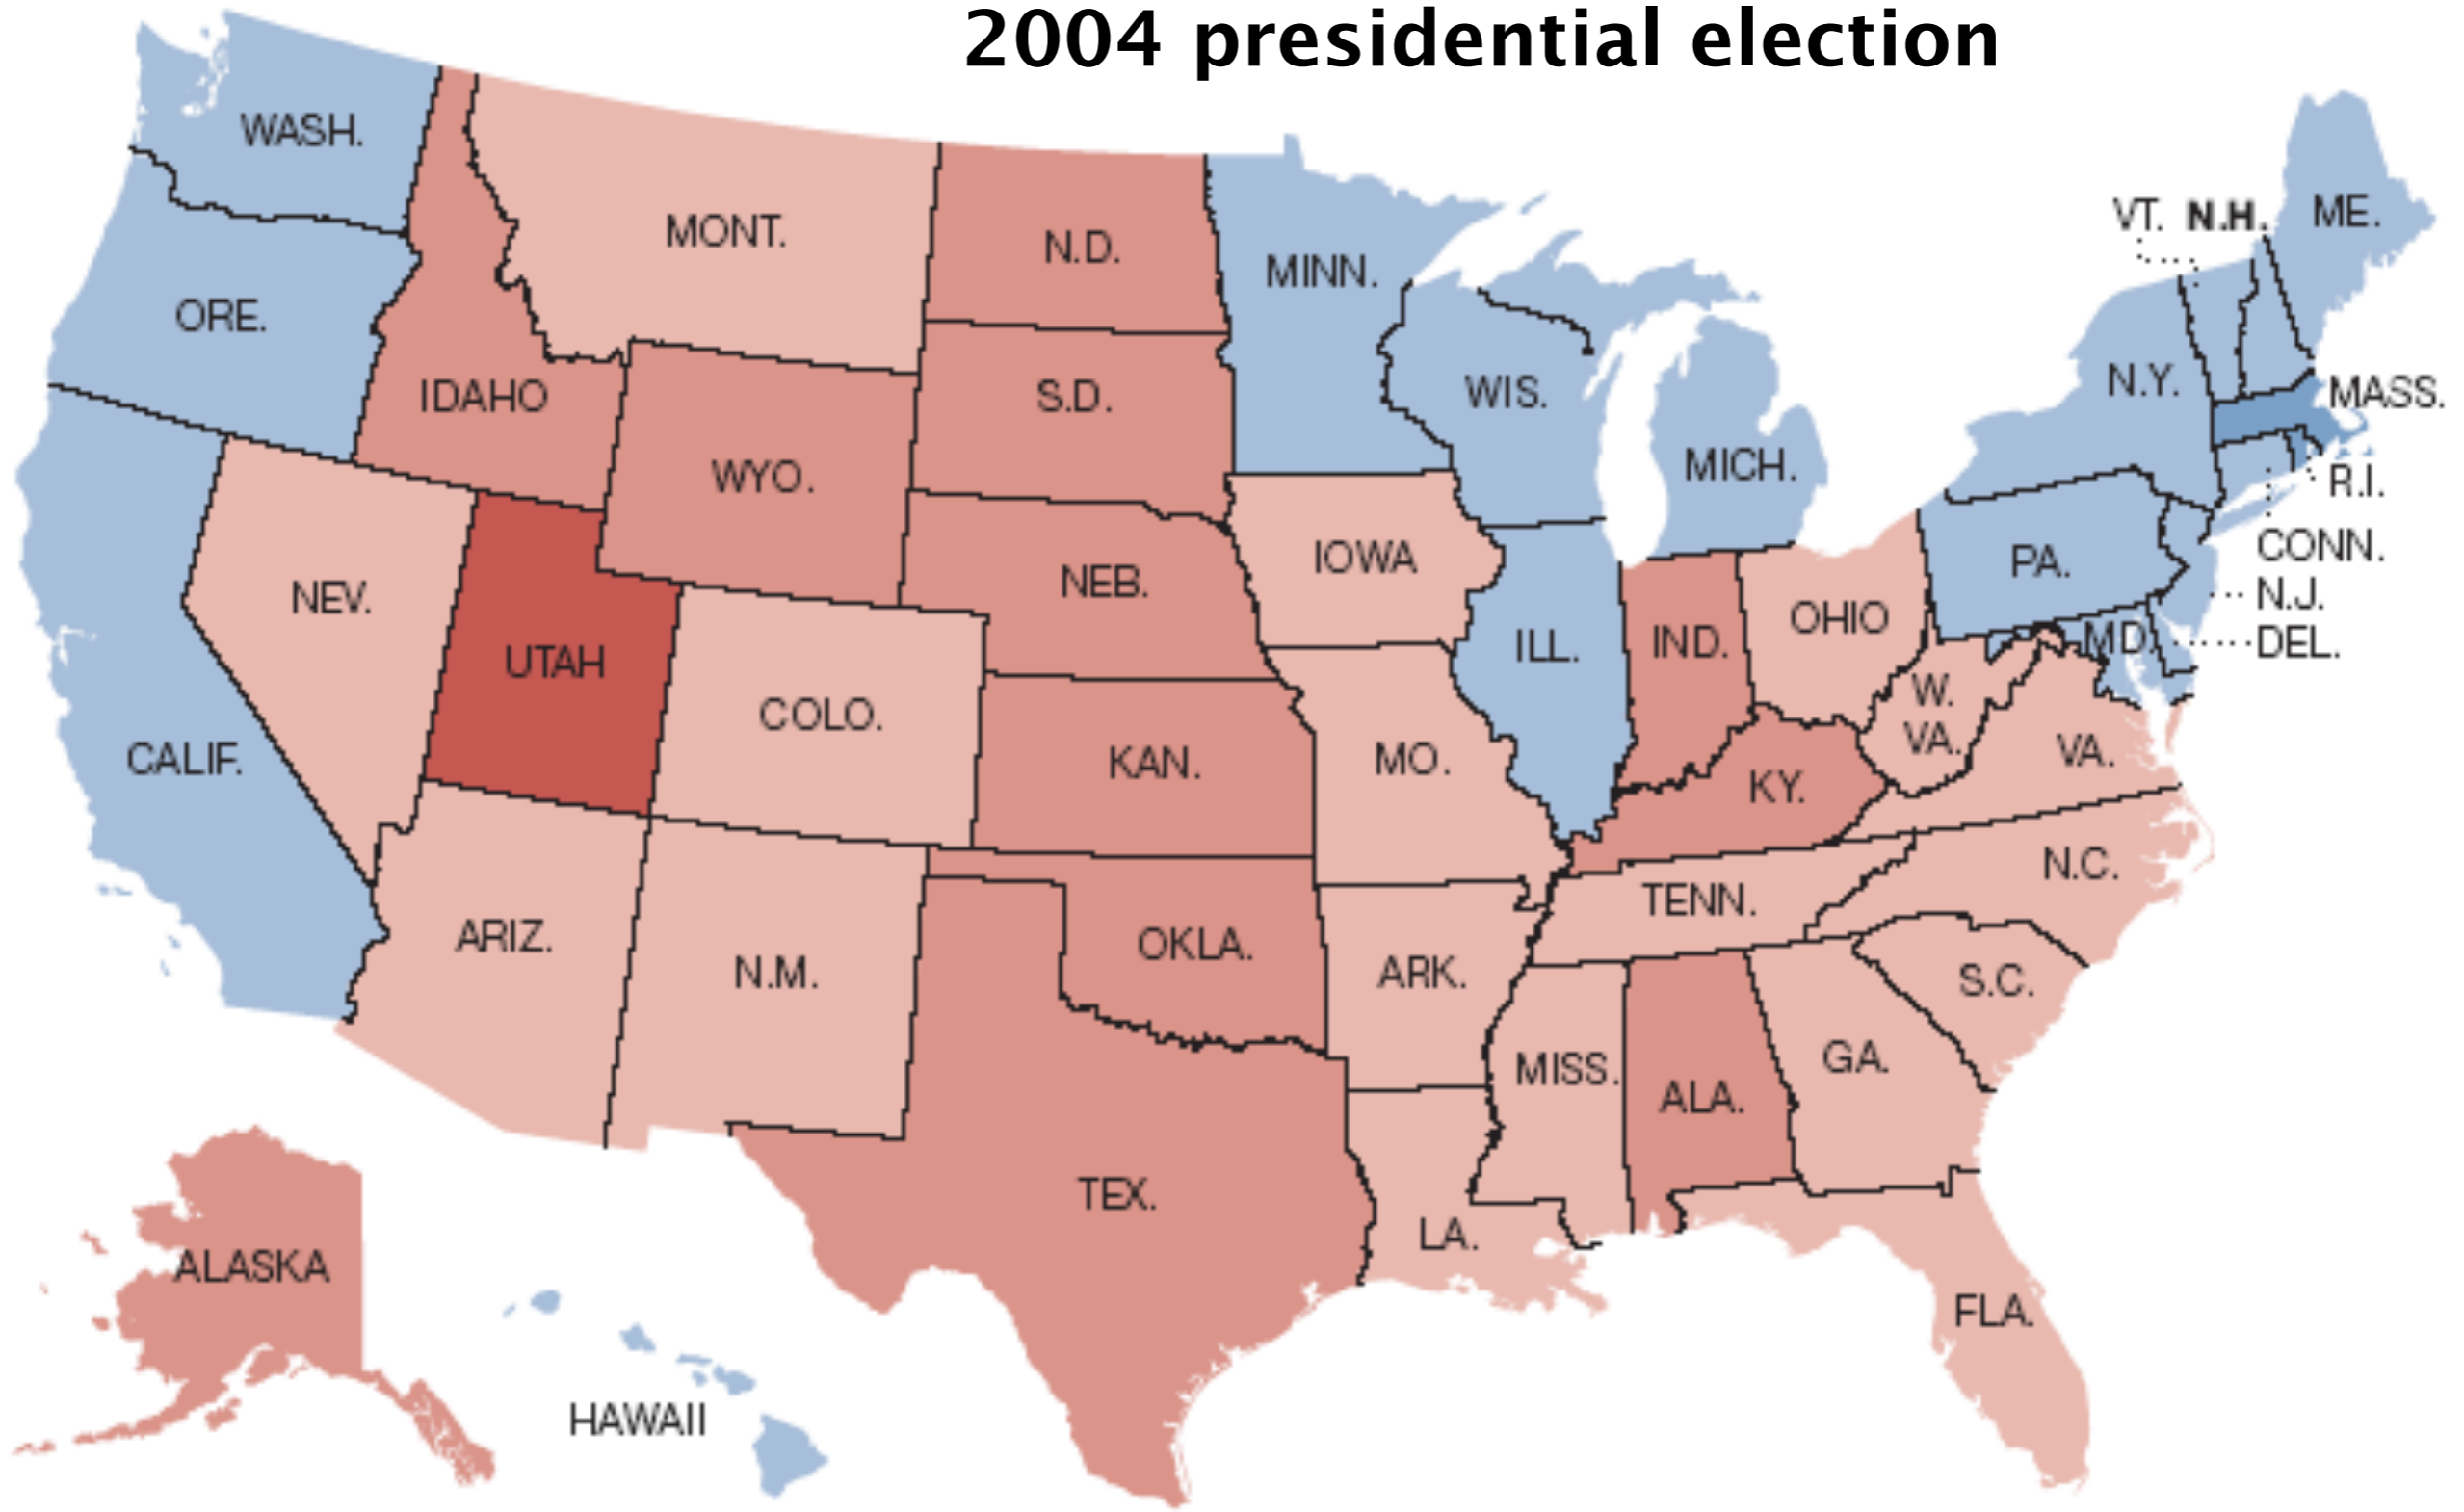 2004 presidential election
WASH.
MONT.
N.D.
MINN.
VT. N.H.
ME.
ORE.
IDAHO
S.D.
WIS.
N.Y.
MASS.
WYO.
MICH.
R.I.
NEV.
NEB.
IOWA
PA.
CONN.
N.J.
UTAH
ILL.
IND.
OHIO
MD.
DEL.
CALIF.
COLO.
KAN.
MO.
KY.
W.
VA.
VA.
ARIZ.
N.M.
OKLA.
ARK.
TENN.
N.C.
S.C.
MISS.
ALA.
GA.
TEX.
LA.
ALASKA
FLA.
HAWAII